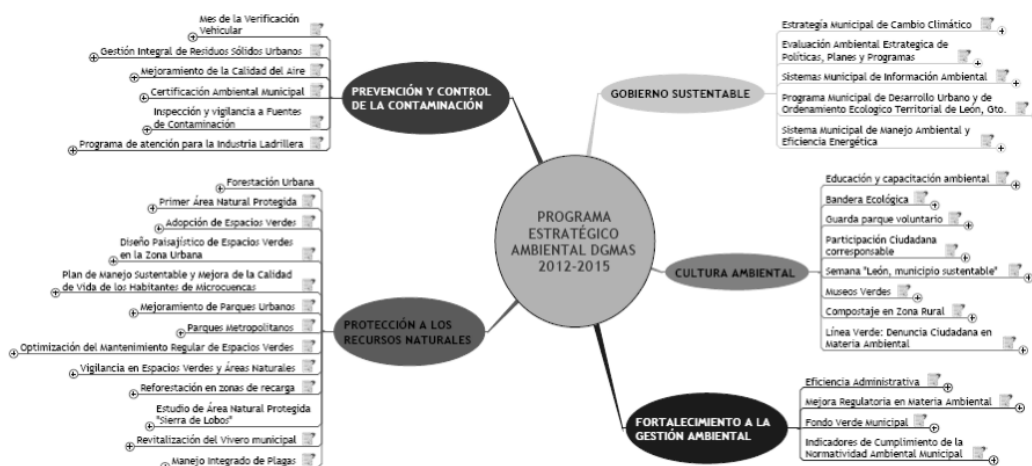 PROGRAMA
ESTRATÉGICO
AMBIENTAL DGMAS
2012-2015
PREVENCIÓN Y CONTROL
DE LA CONTAMINACIÓN
Mes de la Verificación
Vehicular
Gestión Integral de Residuos Sólidos Urbanos
Mejoramiento de la Calidad del Aire
Certificación Ambiental Municipal
Inspección y vigilancia a Fuentes
de Contaminación
Programa de atención para la Industria Ladrillera
PROTECCIÓN A LOS
RECURSOS NATURALES
Forestación Urbana
Primer Área Natural Protegida
Adopción de Espacios Verdes
Diseño Paisajístico de Espacios Verdes
en la Zona Urbana
Plan de Manejo Sustentable y Mejora de la Calidad
de Vida de los Habitantes de Microcuencas
Mejoramiento de Parques Urbanos
Parques Metropolitanos
Optimización del Mantenimiento Regular de Espacios Verdes
Vigilancia en Espacios Verdes y Áreas Naturales
Reforestación en zonas de recarga
Estudio de Área Natural Protegida
"Sierra de Lobos"
Revitalización del Vivero municipal
Manejo Integrado de Plagas
GOBIERNO SUSTENTABLE
Estrategía Municipal de Cambio Climático
Evaluación Ambiental Estrategica de
Políticas, Planes y Programas
Sistemas Municipal de Información Ambiental
Programa Municipal de Desarrollo Urbano y de
Ordenamiento Ecologico Territorial de León, Gto.
Sistema Municipal de Manejo Ambiental y
Eficiencia Energética
CULTURA AMBIENTAL
Educación y capacitación ambiental
Bandera Ecológica
Guarda parque voluntario
Participación Ciudadana
corresponsable
Semana "León, municipio sustentable"
Museos Verdes
Compostaje en Zona Rural
Línea Verde: Denuncia Ciudadana en
Materia Ambiental
FORTALECIMIENTO A LA
GESTIÓN AMBIENTAL
Eficiencia Administrativa
Mejora Regulatoria en Materia Ambiental
Fondo Verde Municipal
Indicadores de Cumplimiento de la
Normatividad Ambiental Municipal